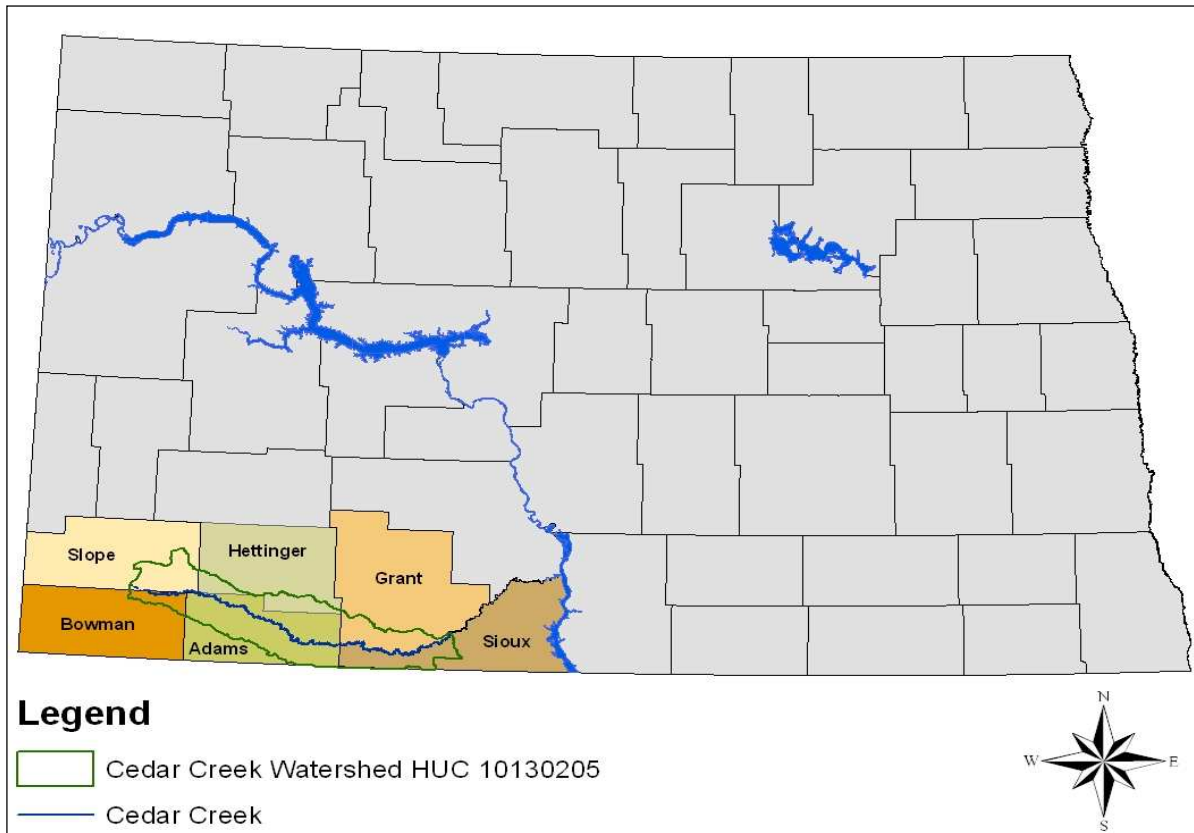 Slope
Hettinger
Grant
Bowman
Adams
Sioux
Legend
Cedar Creek Watershed HUC 10130205
Cedar Creek
N
W
E
S